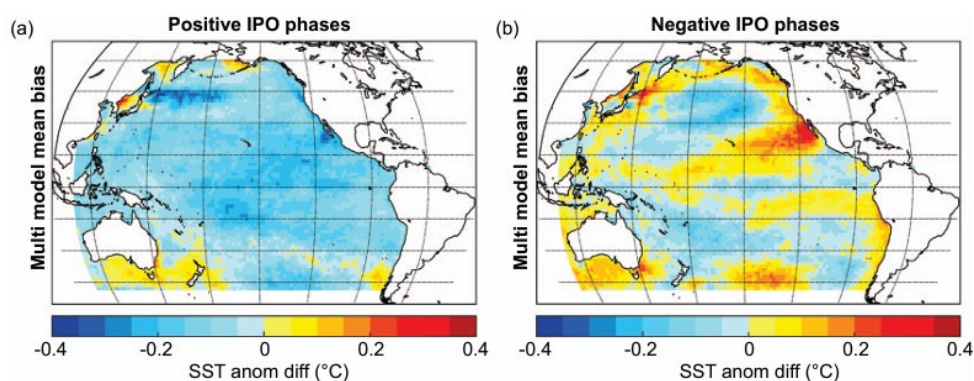 (a)
Positive IPO phases
(b)
Negative IPO phases
Multi model mean bias
Multi model mean bias
-0.4 -0.2 0 0.2 0.4
SST anom diff (°C)
-0.4 -0.2 0 0.2 0.4
SST anom diff (°C)